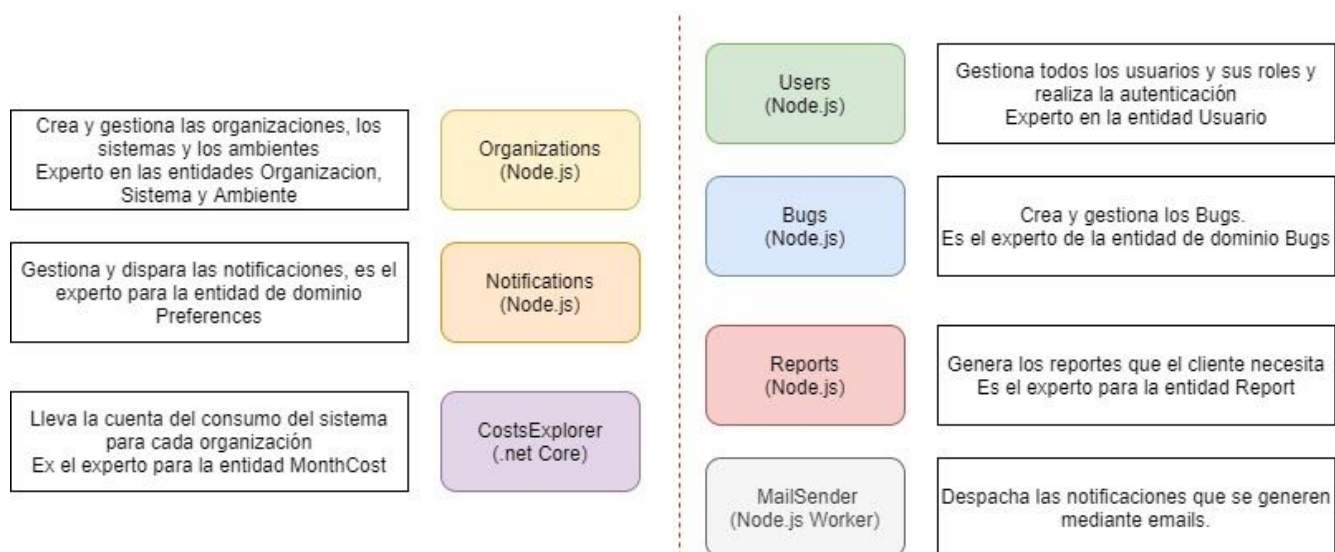 Crea y gestiona las organizaciones, los
sistemas y los ambientes
Experto en las entidades Organizacion,
Sistema y Ambiente
Organizations
(Node.js)
Gestiona y dispara las notificaciones, es el
experto para la entidad de dominio
Preferences
Notifications
(Node.js)
Lleva la cuenta del consumo del sistema
para cada organización
Ex el experto para la entidad MonthCost
CostsExplorer
(.net Core)
Users
(Node.js)
Gestiona todos los usuarios y sus roles y
realiza la autenticación
Experto en la entidad Usuario
Bugs
(Node.js)
Crea y gestiona los Bugs.
Es el experto de la entidad de dominio Bugs
Reports
(Node.js)
Genera los reportes que el cliente necesita
Es el experto para la entidad Report
MailSender
(Node.js Worker)
Despacha las notificaciones que se generen
mediante emails.